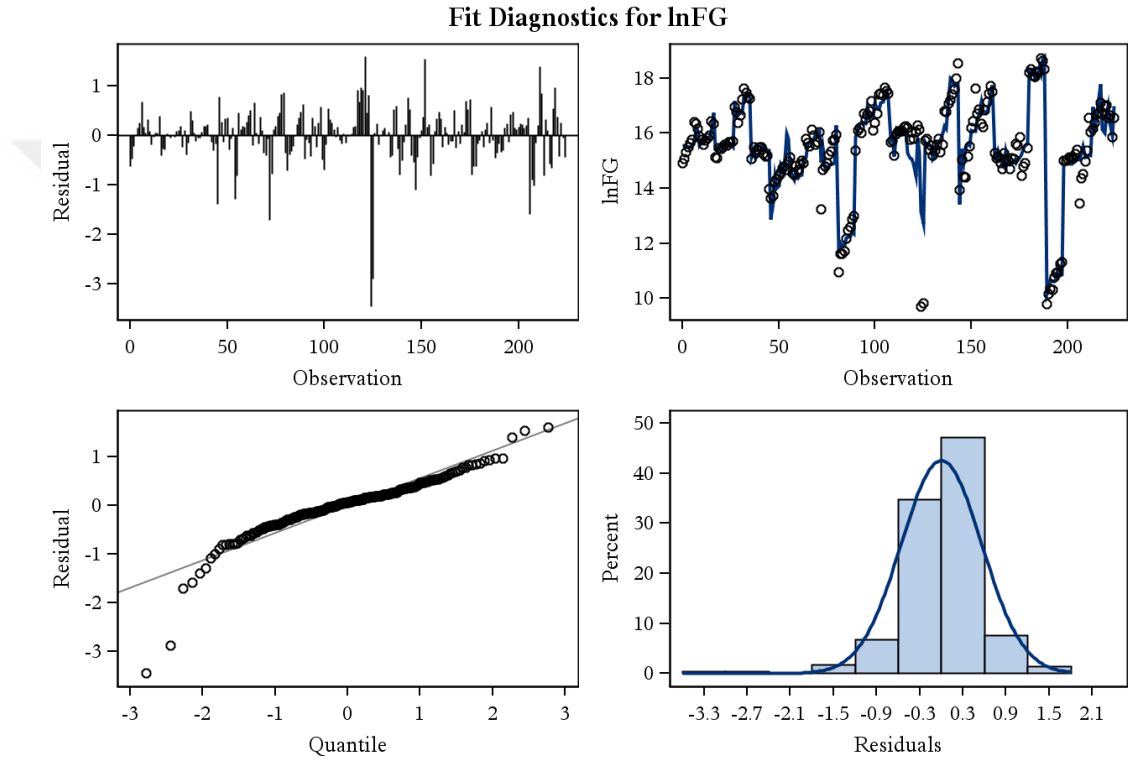 Fit Diagnostics for lnFG
Residual
1
0
-1
-2
-3
0 50 100 150 200
Observation
lnFG
18
16
14
12
10
0 50 100 150 200
Observation
Residual
1
0
-1
-2
-3
-3 -2 -1 0 1 2 3
Quantile
Percent
50
40
30
20
10
0
-3.3 -2.7 -2.1 -1.5 -0.9 -0.3 0.3 0.9 1.5 2.1
Residuals